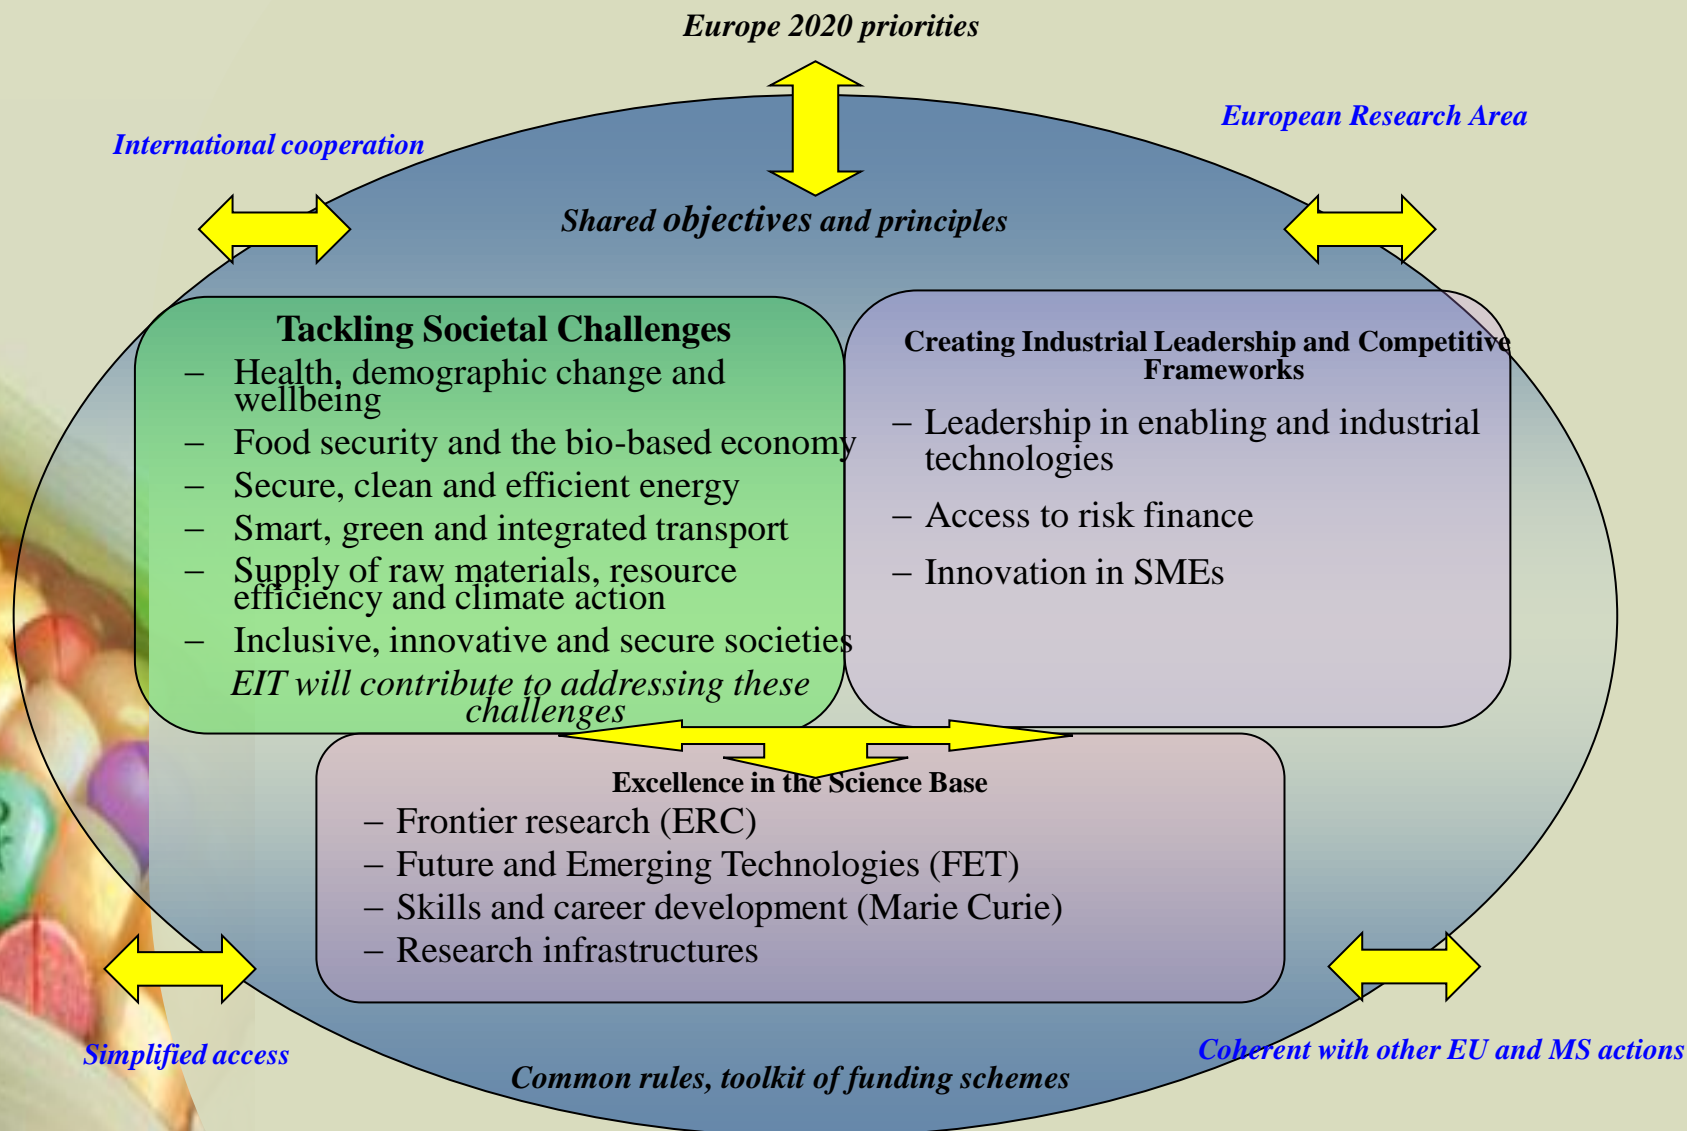 Europe 2020 priorities
European Research Area
International cooperation
Shared objectives and principles
Tackling Societal Challenges
– Health, demographic change and
wellbeing
– Food security and the bio-based economy
– Secure, clean and efficient energy
– Smart, green and integrated transport
– Supply of raw materials, resource
efficiency and climate action
– Inclusive, innovative and secure societies
EIT will contribute to addressing these
challenges
Creating Industrial Leadership and Competitive
Frameworks
– Leadership in enabling and industrial
technologies
– Access to risk finance
– Innovation in SMEs
Excellence in the Science Base
– Frontier research (ERC)
– Future and Emerging Technologies (FET)
– Skills and career development (Marie Curie)
– Research infrastructures
Simplified access
Coherent with other EU and MS actions
Common rules, toolkit of funding schemes